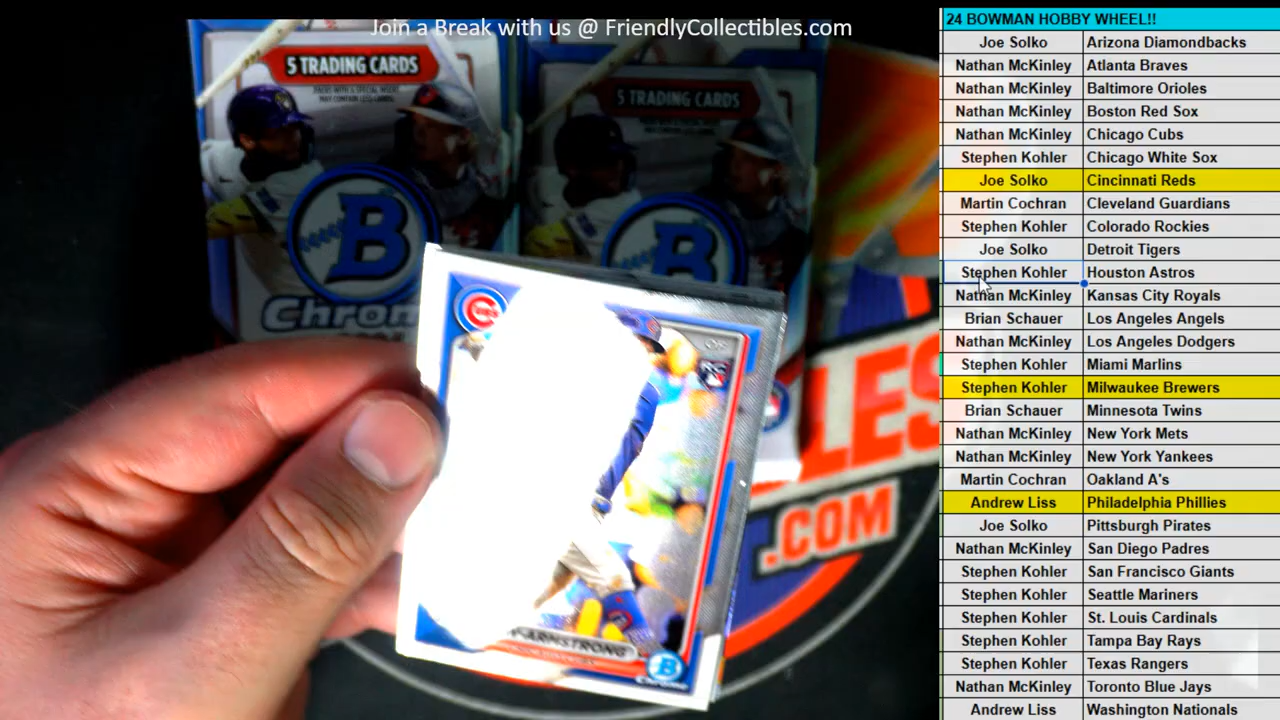 Join a Break with us @ FriendlyCollectibles.com
5 TRADING CARDS
5 TRADING CARDS
B
B
Chrom
OF
RC
ARMSTRONG
B
Chrome
LES
.COM
24 BOWMAN HOBBY WHEEL!!
Joe Solko Arizona Diamondbacks
Nathan McKinley Atlanta Braves
Nathan McKinley Baltimore Orioles
Nathan McKinley Boston Red Sox
Nathan McKinley Chicago Cubs
Stephen Kohler Chicago White Sox
Joe Solko Cincinnati Reds
Martin Cochran Cleveland Guardians
Stephen Kohler Colorado Rockies
Joe Solko Detroit Tigers
Stephen Kohler Houston Astros
Nathan McKinley Kansas City Royals
Brian Schauer Los Angeles Angels
Nathan McKinley Los Angeles Dodgers
Stephen Kohler Miami Marlins
Stephen Kohler Milwaukee Brewers
Brian Schauer Minnesota Twins
Nathan McKinley New York Mets
Nathan McKinley New York Yankees
Martin Cochran Oakland A's
Andrew Liss Philadelphia Phillies
Joe Solko Pittsburgh Pirates
Nathan McKinley San Diego Padres
Stephen Kohler San Francisco Giants
Stephen Kohler Seattle Mariners
Stephen Kohler St. Louis Cardinals
Stephen Kohler Tampa Bay Rays
Stephen Kohler Texas Rangers
Nathan McKinley Toronto Blue Jays
Andrew Liss Washington Nationals